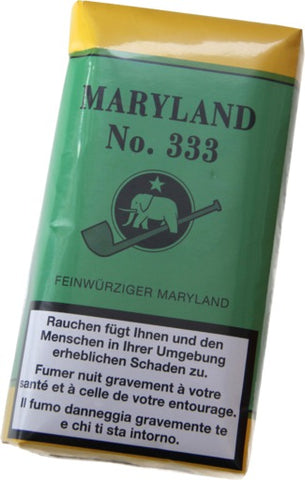 MARYLAND
No. 333
FEINWÜRZIGER MARYLAND
Rauchen fügt Ihnen und den
Menschen in Ihrer Umgebung
erheblichen Schaden zu.
Fumer nuit gravement à votre
santé et à celle de votre entourage.
Il fumo danneggia gravemente te
e chi ti sta intorno.